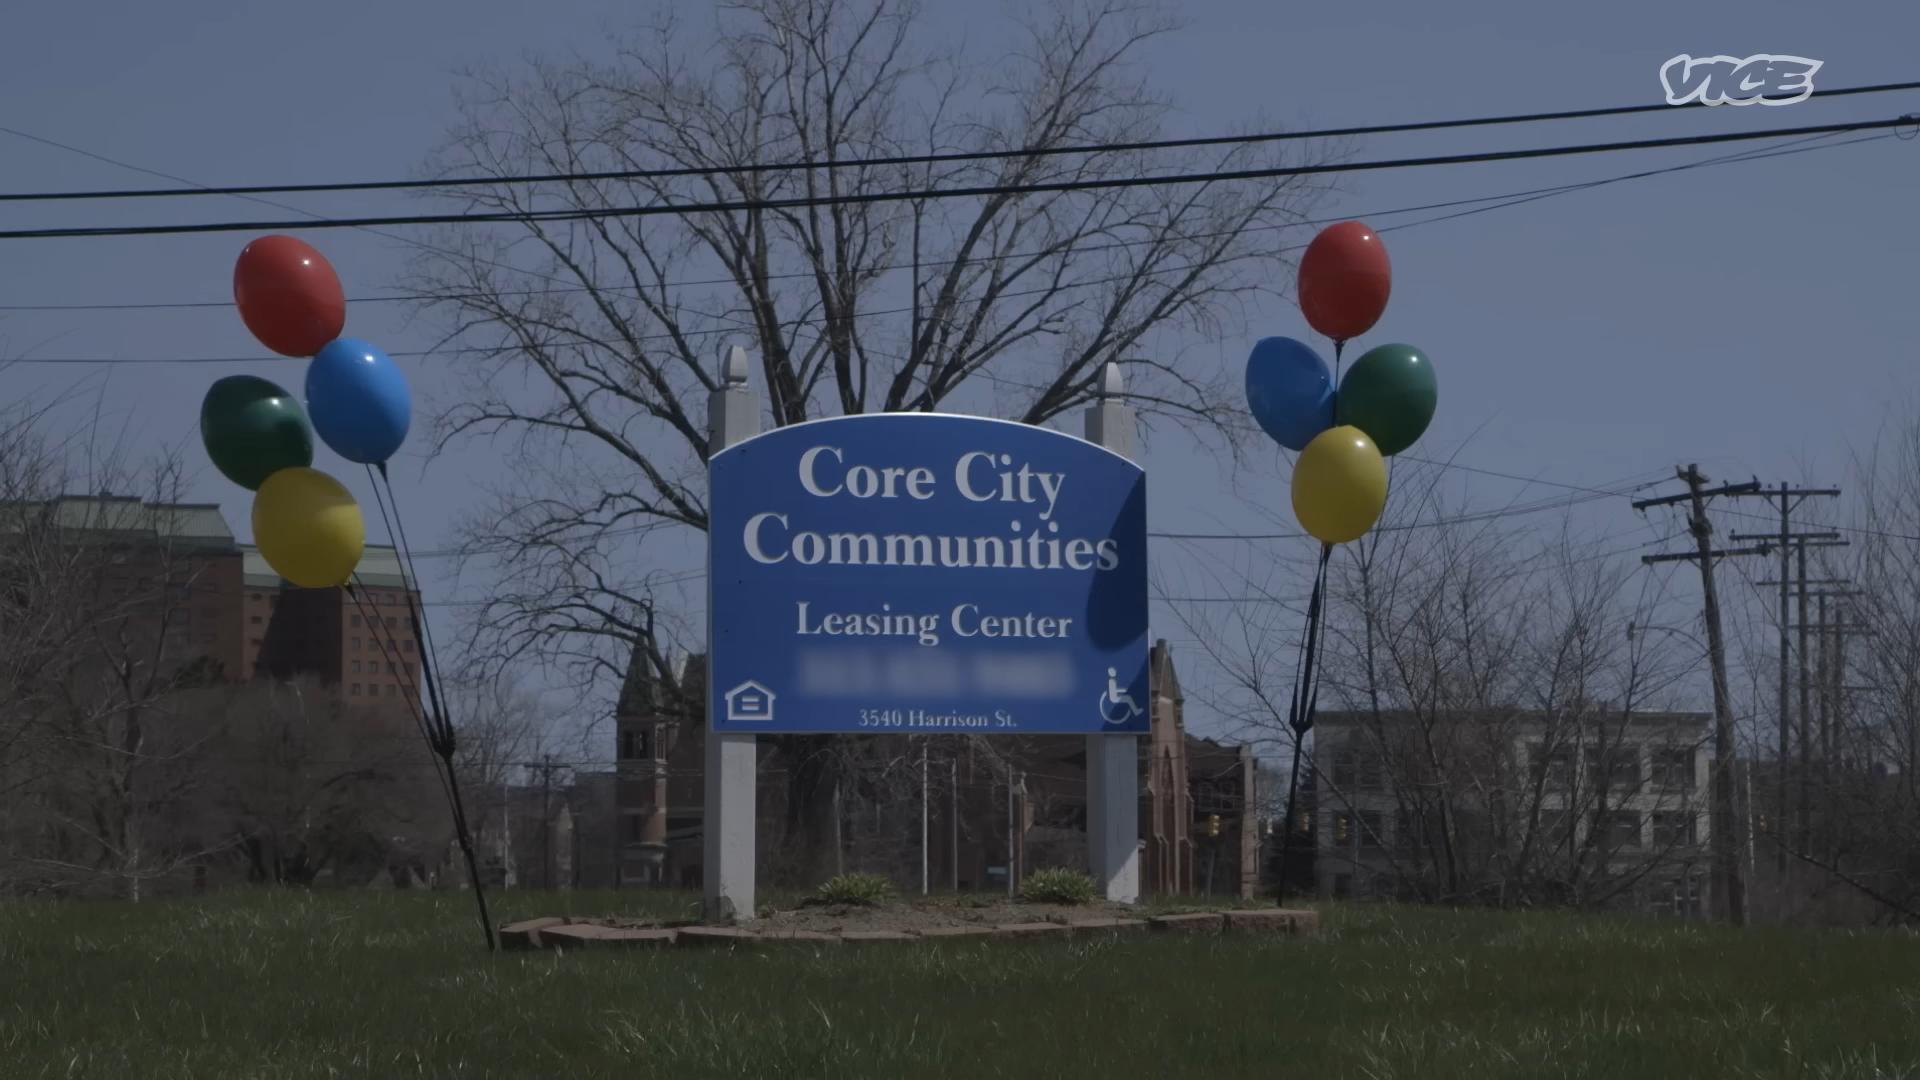 VICE
Core City
Communities
Leasing Center
3540 Harrison St.